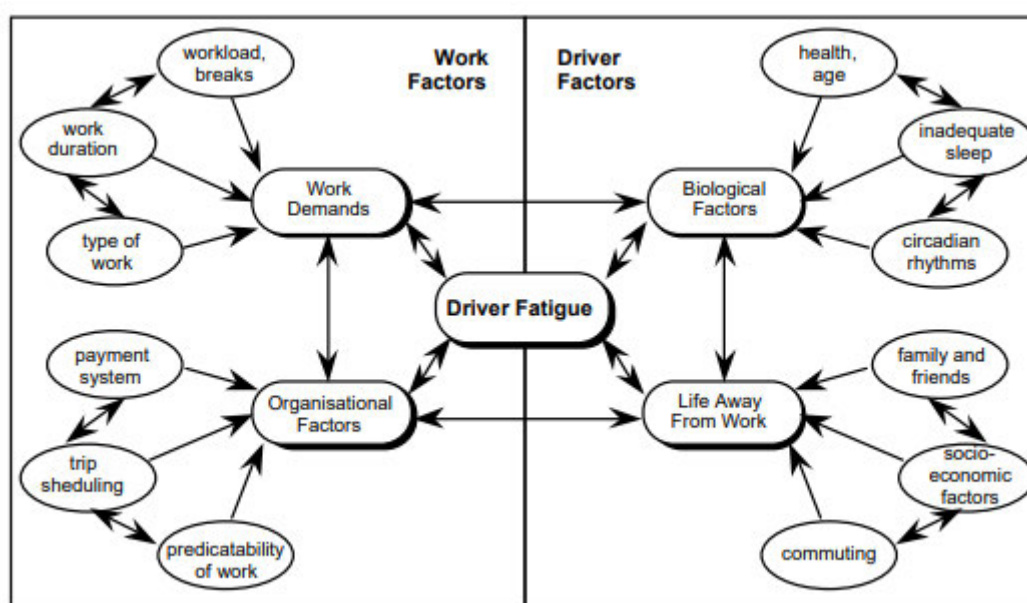 Work
Factors
Driver
Factors
workload,
breaks
work
duration
type of
work
Work
Demands
health,
age
inadequate
sleep
circadian
rhythms
Biological
Factors
Driver Fatigue
payment
system
trip
sheduling
predicatability
of work
Organisational
Factors
family and
friends
socio-
economic
factors
commuting
Life Away
From Work